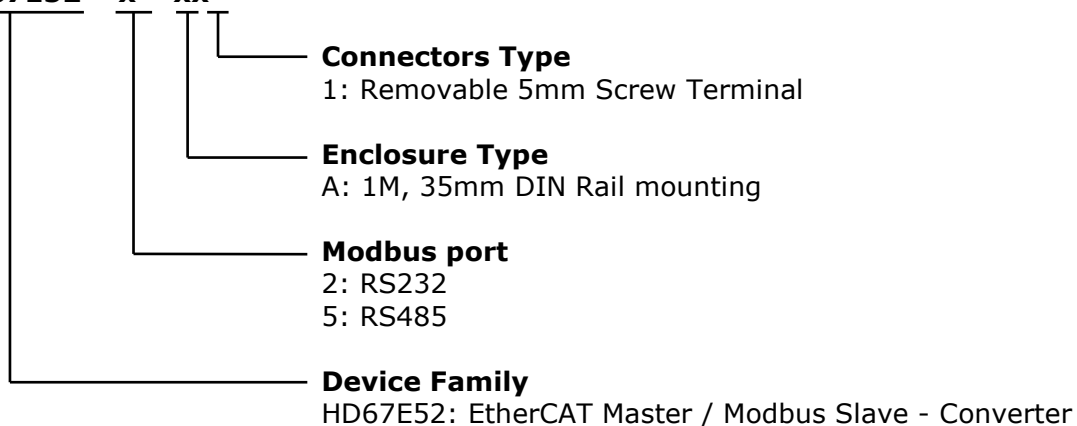 Connectors Type
1: Removable 5mm Screw Terminal
Enclosure Type
A: 1M, 35mm DIN Rail mounting
Modbus port
2: RS232
5: RS485
Device Family
HD67E52: EtherCAT Master / Modbus Slave - Converter